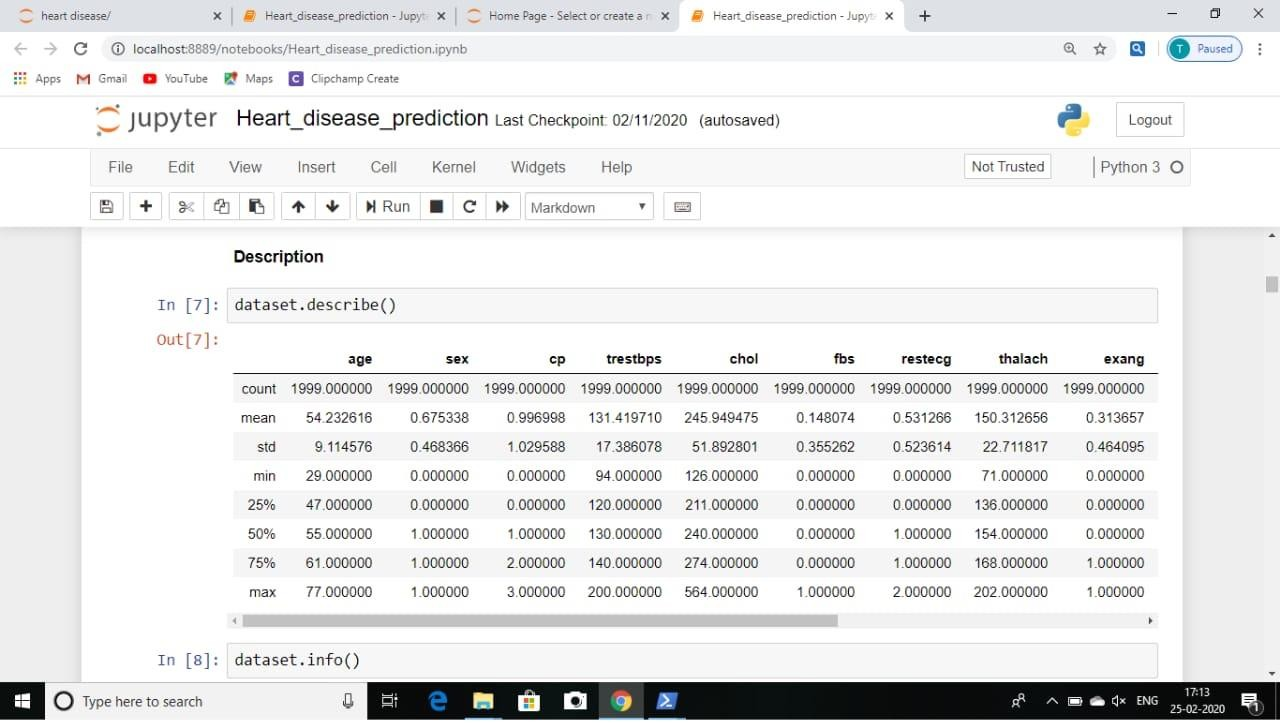 heart disease/ Heart_disease_prediction - Jupyt Home Page - Select or create a n Heart_disease_prediction - Jupyt
localhost:8889/notebooks/Heart_disease_prediction.ipynb T Paused
Apps Gmail YouTube Maps C Clipchamp Create
jupyter Heart_disease_prediction Last Checkpoint: 02/11/2020 (autosaved) Logout
File Edit View Insert Cell Kernel Widgets Help Not Trusted Python 3
Run Markdown
Description
In [7]: dataset.describe()
Out[7]:
age sex cp trestbps chol fbs restecg thalach exang
count 1999.000000 1999.000000 1999.000000 1999.000000 1999.000000 1999.000000 1999.000000 1999.000000 1999.000000
mean 54.232616 0.675338 0.996998 131.419710 245.949475 0.148074 0.531266 150.312656 0.313657
std 9.114576 0.468366 1.029588 17.386078 51.892801 0.355262 0.523614 22.711817 0.464095
min 29.000000 0.000000 0.000000 94.000000 126.000000 0.000000 0.000000 71.000000 0.000000
25% 47.000000 0.000000 0.000000 120.000000 211.000000 0.000000 0.000000 136.000000 0.000000
50% 55.000000 1.000000 1.000000 130.000000 240.000000 0.000000 1.000000 154.000000 0.000000
75% 61.000000 1.000000 2.000000 140.000000 274.000000 0.000000 1.000000 168.000000 1.000000
max 77.000000 1.000000 3.000000 200.000000 564.000000 1.000000 2.000000 202.000000 1.000000
In [8]: dataset.info()
Type here to search ENG 17:13
25-02-2020 1